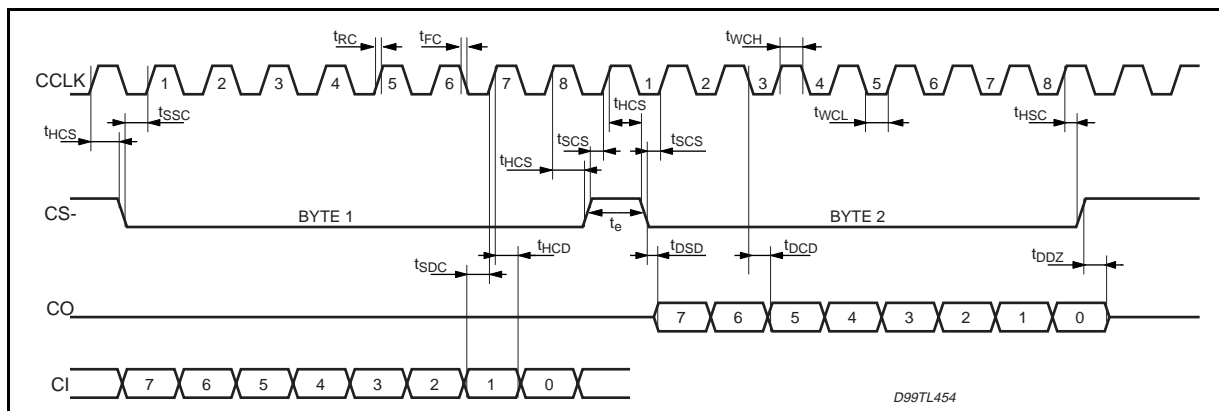 tRC tFC tWCH
CCLK 1 2 3 4 5 6 7 8 1 2 3 4 5 6 7 8
tHCS tSSC tHCS tSCS tHCS tSCS tWCL tHSC
CS- BYTE 1 te BYTE 2
tSDC tHCD tDSD tDCD tDDZ
CO 7 6 5 4 3 2 1 0
CI 7 6 5 4 3 2 1 0
D99TL454